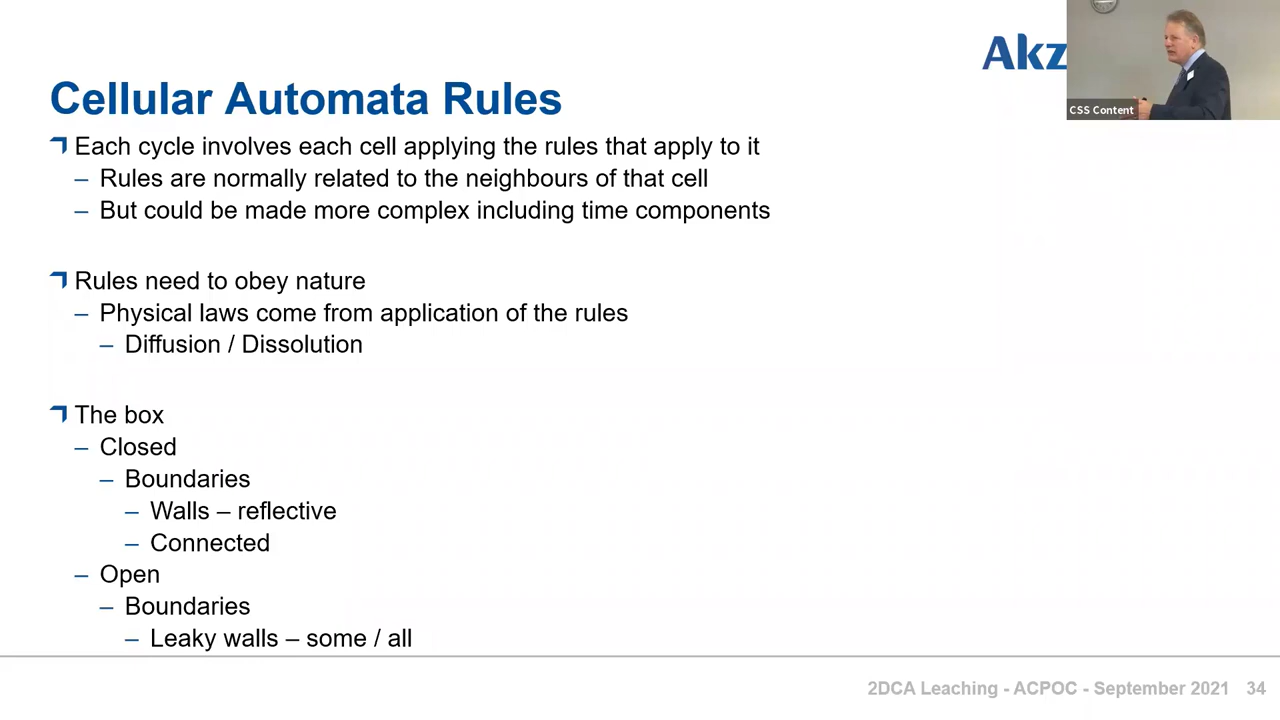 Akz
CSS Content
Cellular Automata Rules
Each cycle involves each cell applying the rules that apply to it
– Rules are normally related to the neighbours of that cell
– But could be made more complex including time components
Rules need to obey nature
– Physical laws come from application of the rules
– Diffusion / Dissolution
The box
– Closed
– Boundaries
– Walls – reflective
– Connected
– Open
– Boundaries
– Leaky walls – some / all
2DCA Leaching - ACPOC - September 2021 34